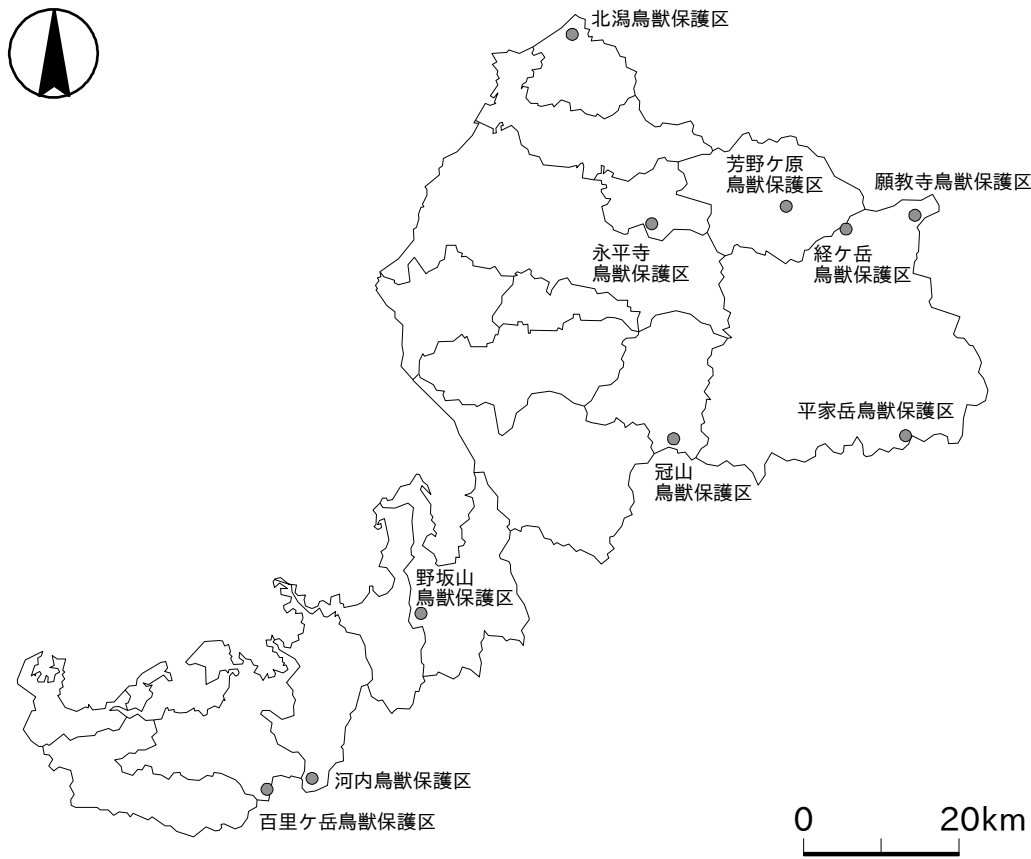 北潟鳥獣保護区
芳野ケ原
鳥獣保護区
願教寺鳥獣保護区
永平寺
鳥獣保護区
経ケ岳
鳥獣保護区
平家岳鳥獣保護区
冠山
鳥獣保護区
野坂山
鳥獣保護区
河内鳥獣保護区
百里ケ岳鳥獣保護区
0 20km